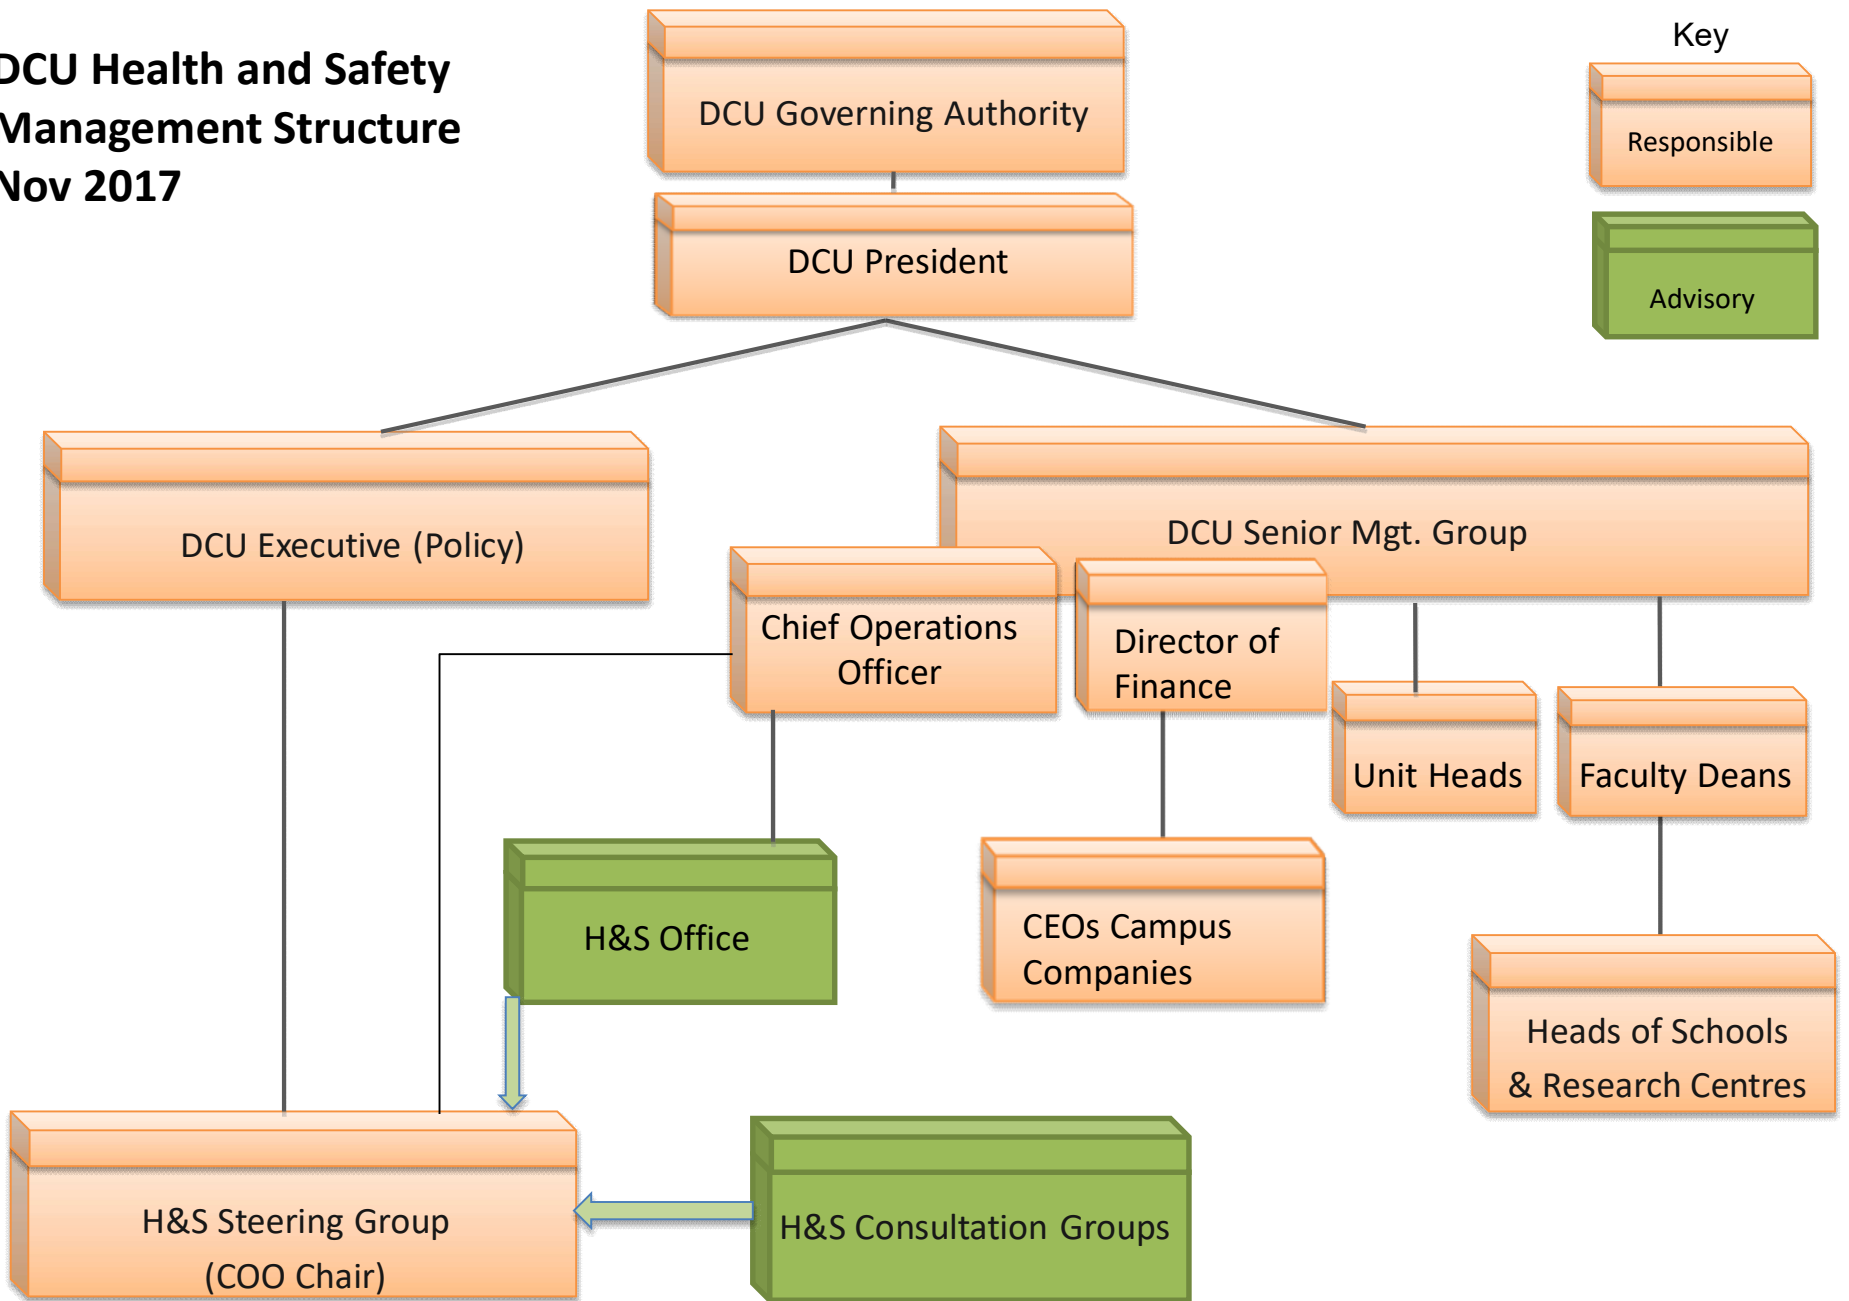 DCU Health and Safety
Management Structure
Nov 2017
Key
Responsible
Advisory
DCU Governing Authority
DCU President
DCU Executive (Policy)
DCU Senior Mgt. Group
Chief Operations
Officer
Director of
Finance
Unit Heads
Faculty Deans
H&S Office
CEOs Campus
Companies
Heads of Schools
& Research Centres
H&S Steering Group
(COO Chair)
H&S Consultation Groups